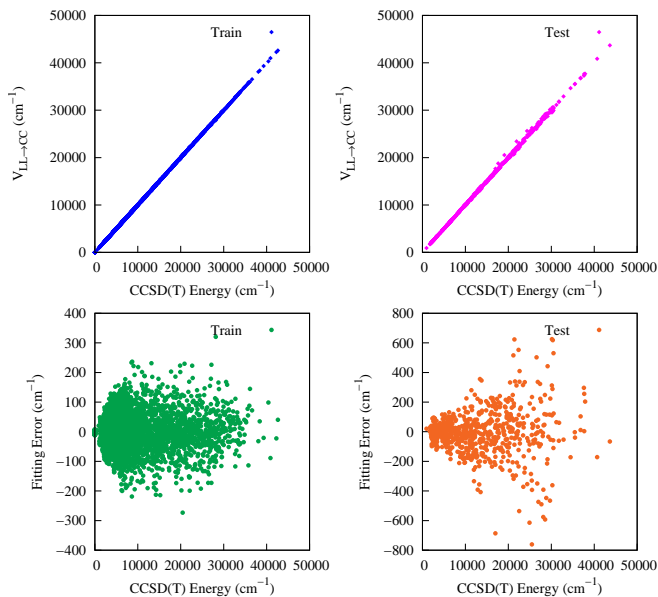 50000
40000
30000
20000
10000
0
V_LL→CC (cm⁻¹)
Train
0 10000 20000 30000 40000 50000
CCSD(T) Energy (cm⁻¹)
50000
40000
30000
20000
10000
0
V_LL→CC (cm⁻¹)
Test
0 10000 20000 30000 40000 50000
CCSD(T) Energy (cm⁻¹)
400
300
200
100
0
−100
−200
−300
−400
Fitting Error (cm⁻¹)
Train
0 10000 20000 30000 40000 50000
CCSD(T) Energy (cm⁻¹)
800
600
400
200
0
−200
−400
−600
−800
Fitting Error (cm⁻¹)
Test
0 10000 20000 30000 40000 50000
CCSD(T) Energy (cm⁻¹)